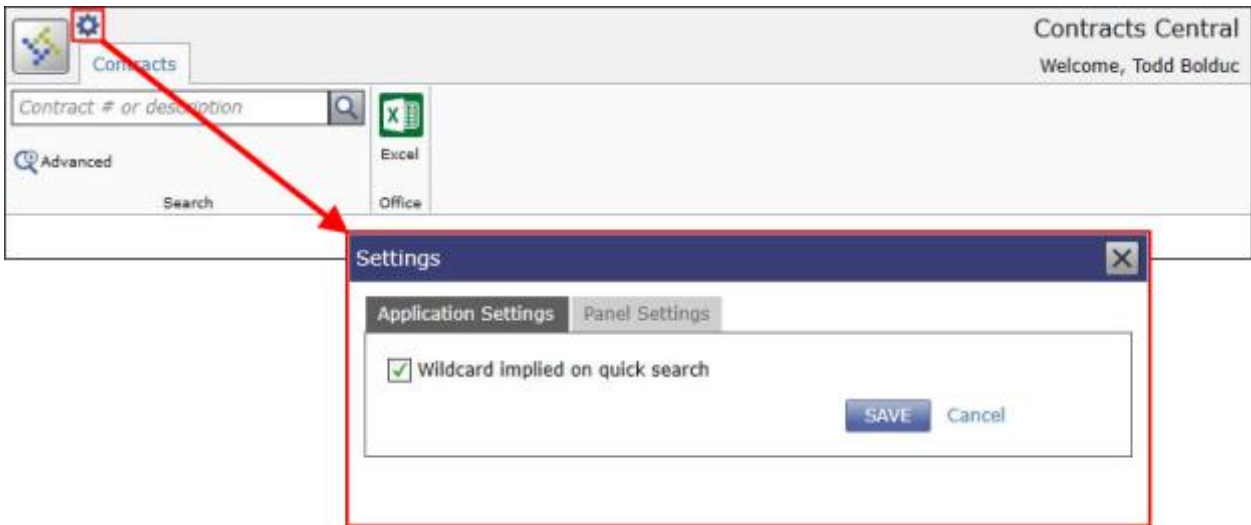 Contracts Central
Contracts
Welcome, Todd Bolduc
Contract # or description
Advanced
Excel
Search
Office
Settings
Application Settings
Panel Settings
Wildcard implied on quick search
SAVE
Cancel